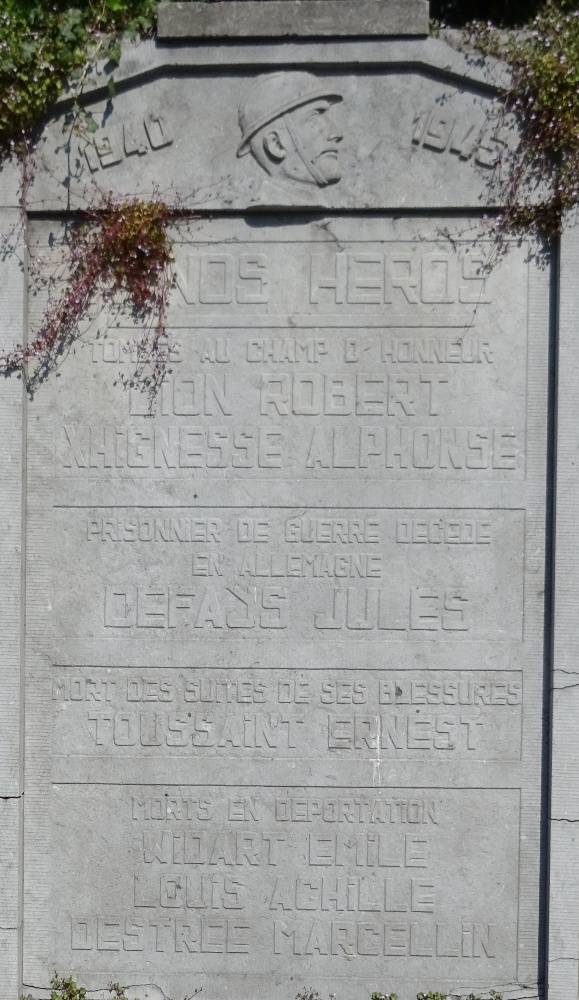 1940 1945
NOS HEROS
TOMBES AU CHAMP D'HONNEUR
LION ROBERT
XHiGNESSE ALPHONSE
PRISONNIER DE GUERRE DECEDE
EN ALLEMAGNE
DEFAYS JULES
MORT DES SUITES DE SES BLESSURES
TOUSSAiNT ERNEST
MORTS EN DEPORTATION
WiDART EMiLE
LOUiS ACHiLLE
DESTREE MARCELLiN